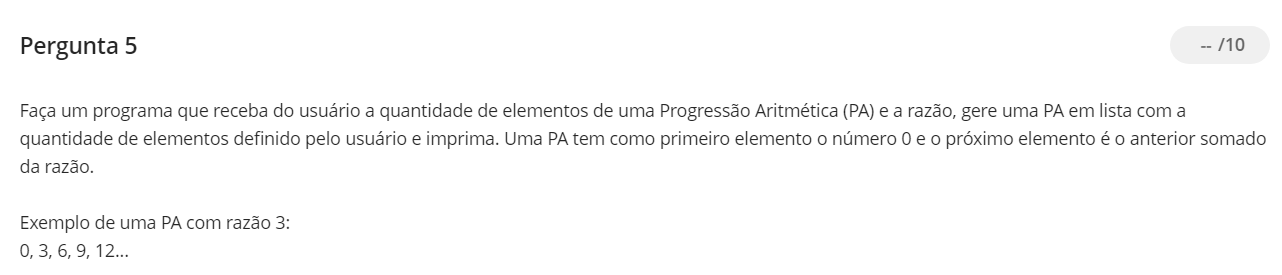 Pergunta 5
-- /10
Faça um programa que receba do usuário a quantidade de elementos de uma Progressão Aritmética (PA) e a razão, gere uma PA em lista com a
quantidade de elementos definido pelo usuário e imprima. Uma PA tem como primeiro elemento o número 0 e o próximo elemento é o anterior somado
da razão.
Exemplo de uma PA com razão 3:
0, 3, 6, 9, 12...